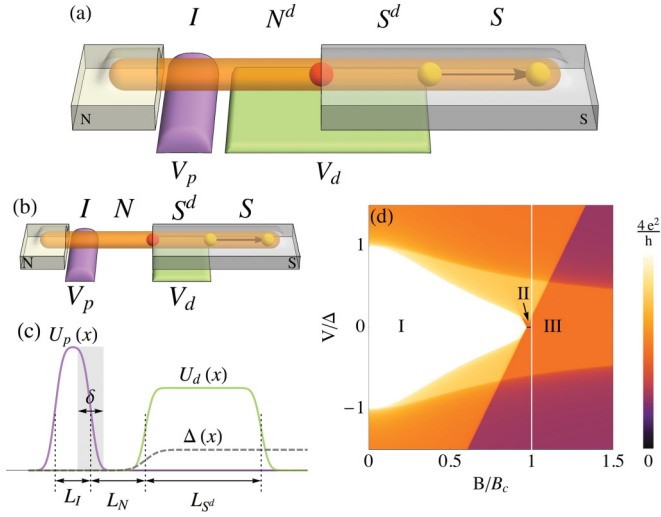 (a)
I N^d S^d S
N S
V_p V_d
(b)
I N S^d S
N S
V_p V_d
(c)
U_p(x)
U_d(x)
δ
Δ(x)
L_I L_N L_{S^d}
(d)
4e²/h
0
V/Δ
1
0
−1
I II III
0 0.5 1 1.5
B/B_c